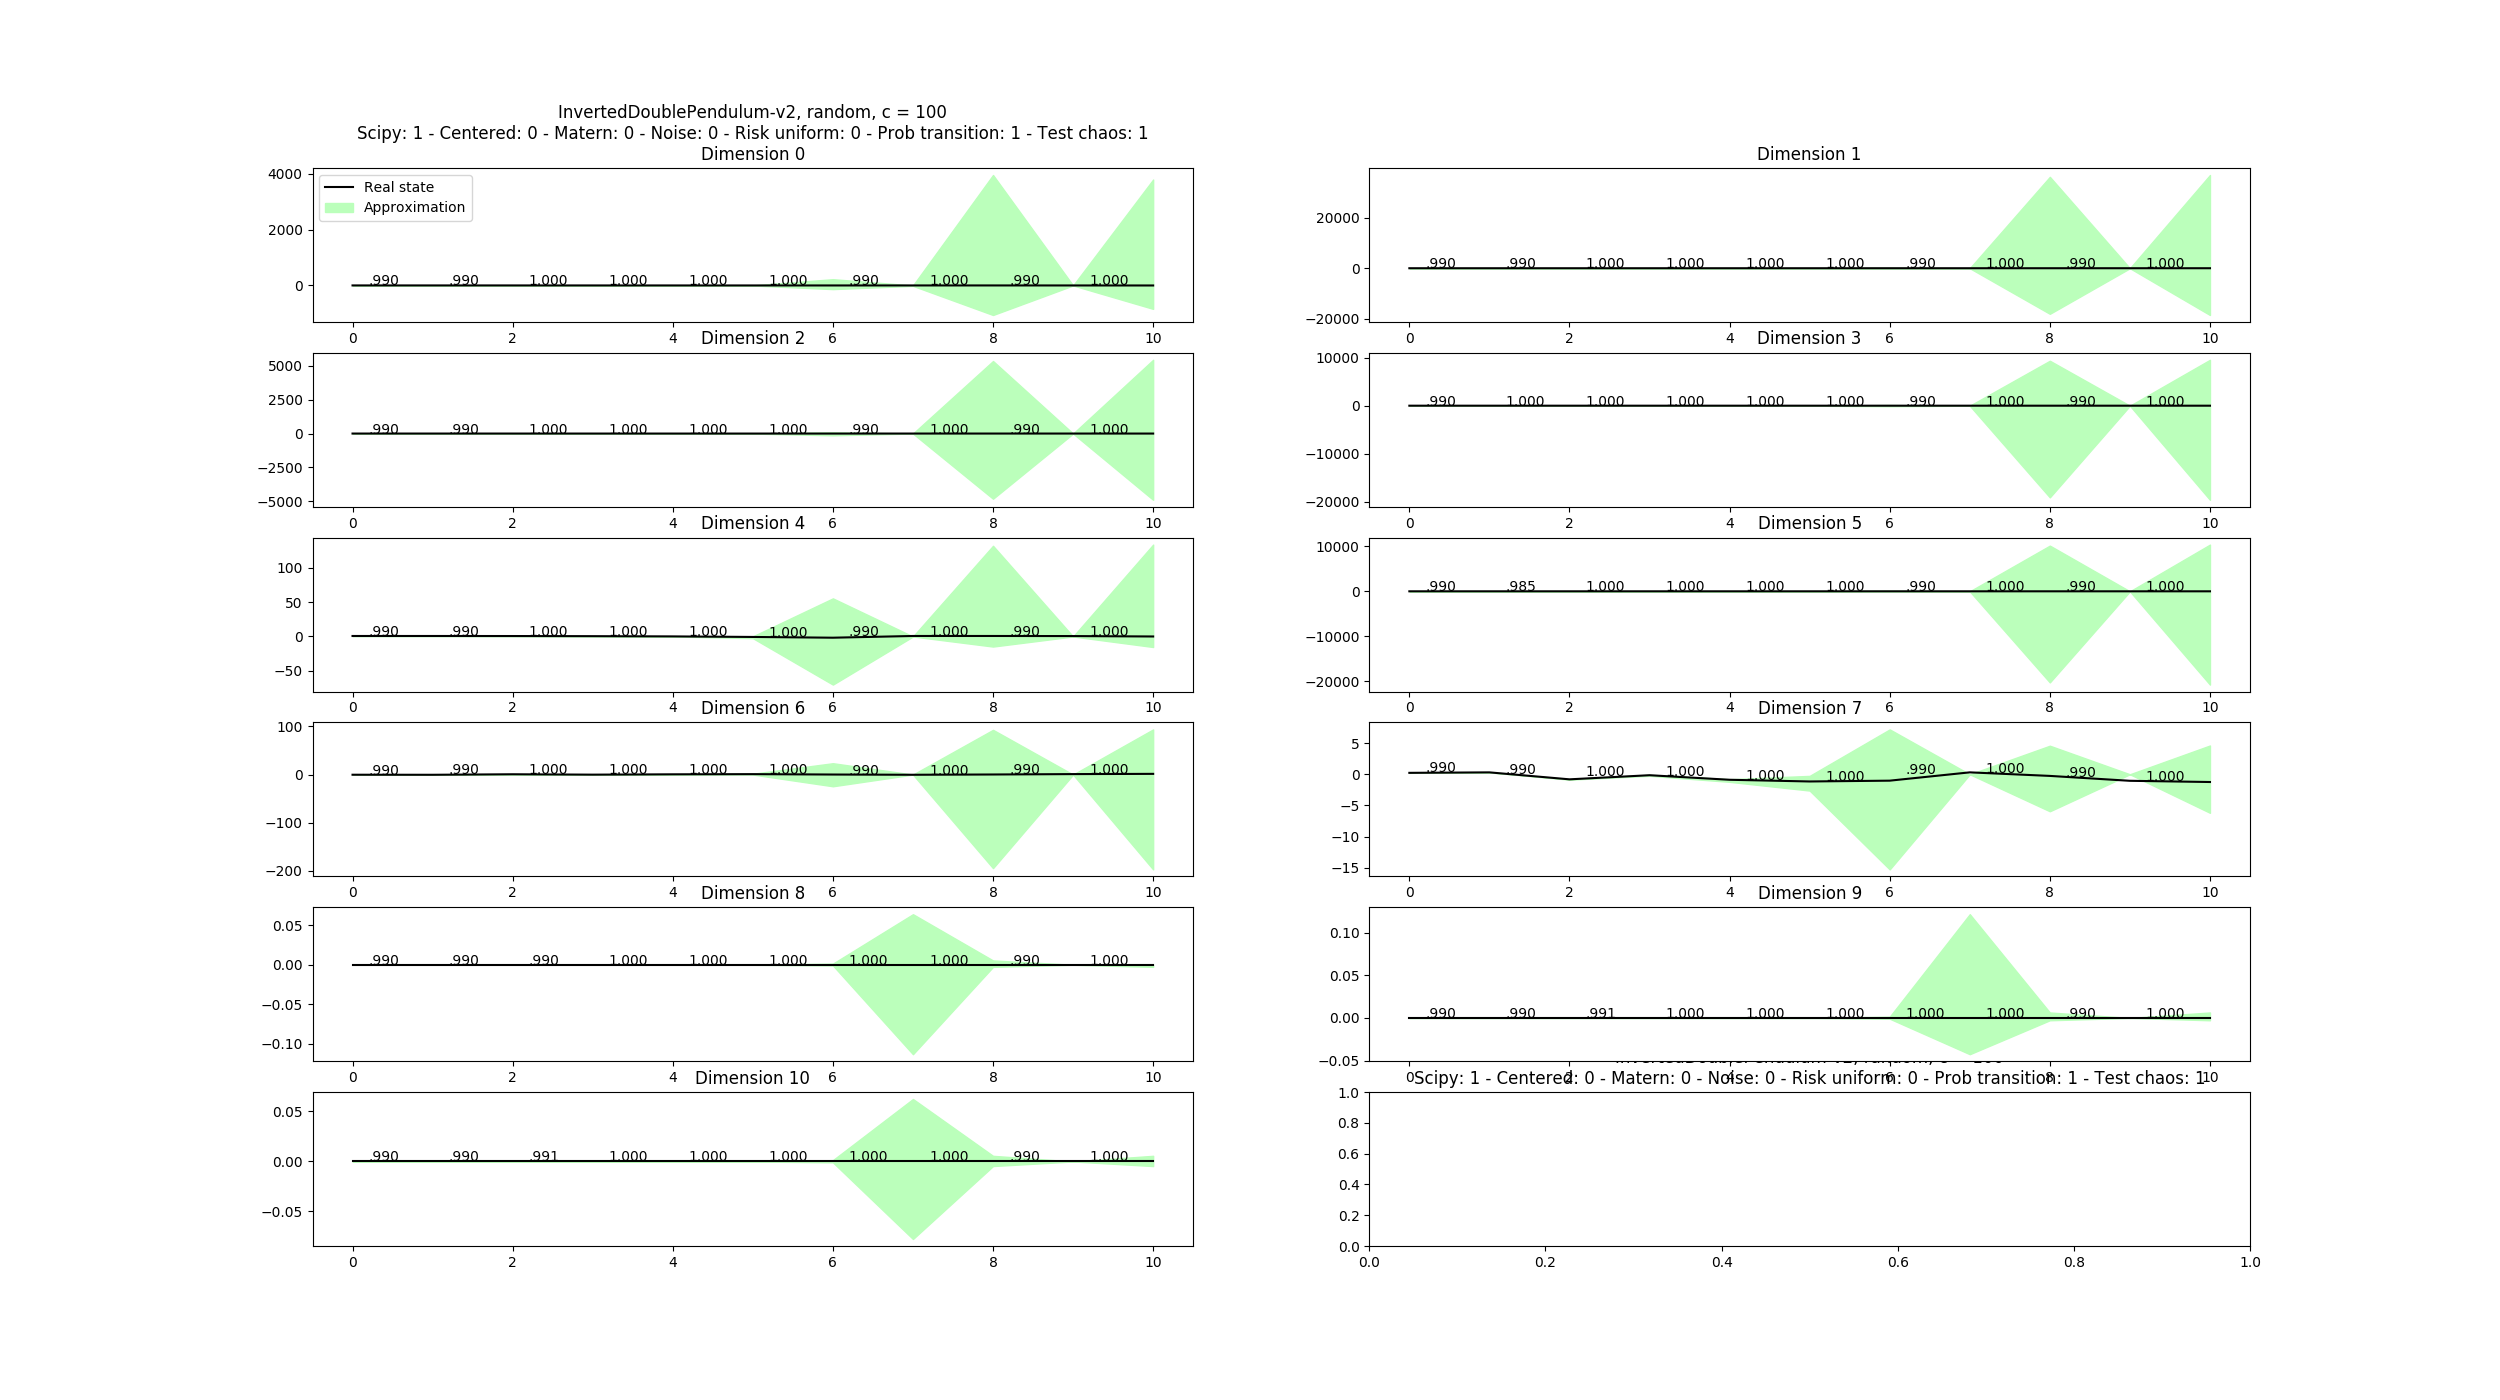 InvertedDoublePendulum-v2, random, c = 100
Scipy: 1 - Centered: 0 - Matern: 0 - Noise: 0 - Risk uniform: 0 - Prob transition: 1 - Test chaos: 1
Dimension 0
4000
2000
0
Real state
Approximation
.990 .990 1.000 1.000 1.000 1.000 .990 1.000 .990 1.000
0 2 4 6 8 10
Dimension 1
20000
0
−20000
.990 .990 1.000 1.000 1.000 1.000 .990 1.000 .990 1.000
0 2 4 6 8 10
Dimension 2
5000
2500
0
−2500
−5000
.990 .990 1.000 1.000 1.000 1.000 .990 1.000 .990 1.000
0 2 4 6 8 10
Dimension 3
10000
0
−10000
−20000
.990 1.000 1.000 1.000 1.000 1.000 .990 1.000 .990 1.000
0 2 4 6 8 10
Dimension 4
100
50
0
−50
.990 .990 1.000 1.000 1.000 1.000 .990 1.000 .990 1.000
0 2 4 6 8 10
Dimension 5
10000
0
−10000
−20000
.990 .985 1.000 1.000 1.000 1.000 .990 1.000 .990 1.000
0 2 4 6 8 10
Dimension 6
100
0
−100
−200
.990 .990 1.000 1.000 1.000 1.000 .990 1.000 .990 1.000
0 2 4 6 8 10
Dimension 7
5
0
−5
−10
−15
.990 .990 1.000 1.000 1.000 1.000 .990 1.000 .990 1.000
0 2 4 6 8 10
Dimension 8
0.05
0.00
−0.05
−0.10
.990 .990 .990 1.000 1.000 1.000 1.000 1.000 .990 1.000
0 2 4 6 8 10
Dimension 9
0.10
0.05
0.00
−0.05
.990 .990 .991 1.000 1.000 1.000 1.000 1.000 .990 1.000
0 10
Dimension 10
0.05
0.00
−0.05
.990 .990 .991 1.000 1.000 1.000 1.000 1.000 .990 1.000
0 2 4 6 8 10
Scipy: 1 - Centered: 0 - Matern: 0 - Noise: 0 - Risk uniform: 0 - Prob transition: 1 - Test chaos: 1
1.0
0.8
0.6
0.4
0.2
0.0
0.0 0.2 0.4 0.6 0.8 1.0